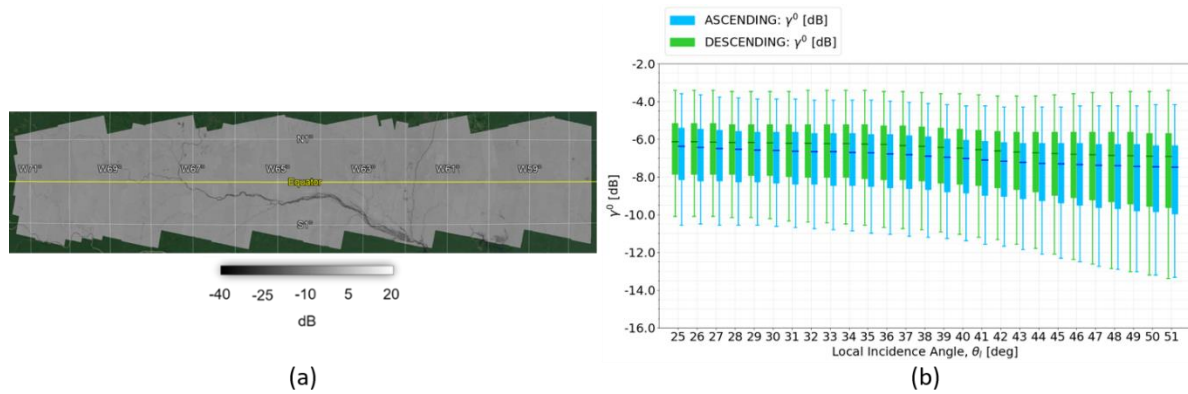 ASCENDING: γ⁰ [dB]
DESCENDING: γ⁰ [dB]
N1°
W71° W69° W67° W65° W63° W61° W59°
Equator
S1°
-40 -25 -10 5 20
dB
(a)
γ⁰ [dB]
-2.0
-4.0
-6.0
-8.0
-10.0
-12.0
-14.0
-16.0
25 26 27 28 29 30 31 32 33 34 35 36 37 38 39 40 41 42 43 44 45 46 47 48 49 50 51
Local Incidence Angle, θₗ [deg]
(b)